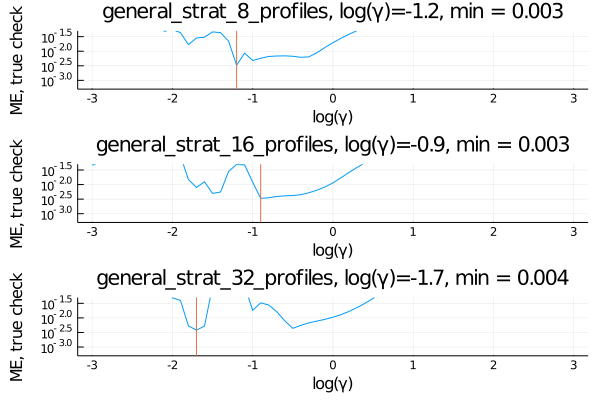 general_strat_8_profiles, log(γ)=-1.2, min = 0.003
ME, true check
10^-1.5
10^-2.0
10^-2.5
10^-3.0
-3 -2 -1 0 1 2 3
log(γ)
general_strat_16_profiles, log(γ)=-0.9, min = 0.003
ME, true check
10^-1.5
10^-2.0
10^-2.5
10^-3.0
-3 -2 -1 0 1 2 3
log(γ)
general_strat_32_profiles, log(γ)=-1.7, min = 0.004
ME, true check
10^-1.5
10^-2.0
10^-2.5
10^-3.0
-3 -2 -1 0 1 2 3
log(γ)